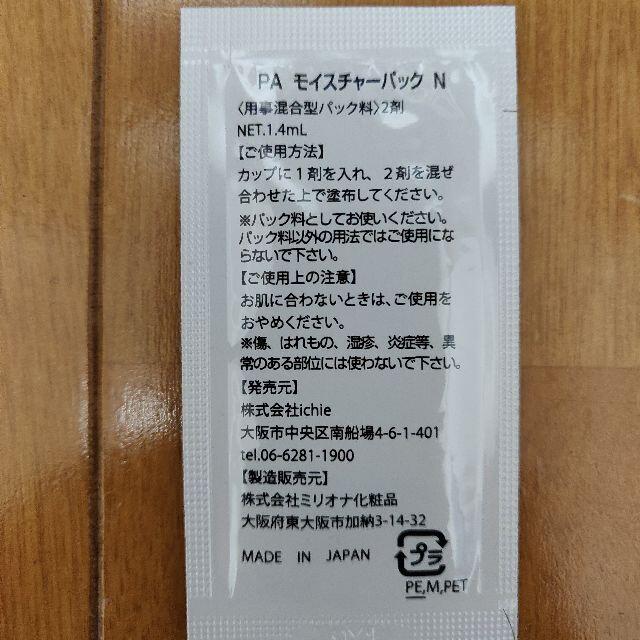 PA モイスチャーパック N
〈用事混合型パック料〉2剤
NET.1.4mL
【ご使用方法】
カップに1剤を入れ、2剤を混ぜ
合わせた上で塗布してください。
※パック料としてお使いください。
パック料以外の用法ではご使用にな
らないで下さい。
【ご使用上の注意】
お肌に合わないときは、ご使用を
おやめください。
※傷、はれもの、湿疹、炎症等、異
常のある部位には使わないで下さい。
【発売元】
株式会社ichie
大阪市中央区南船場4-6-1-401
tel.06-6281-1900
【製造販売元】
株式会社ミリオナ化粧品
大阪府東大阪市加納3-14-32
MADE IN JAPAN
プラ
PE,M,PET